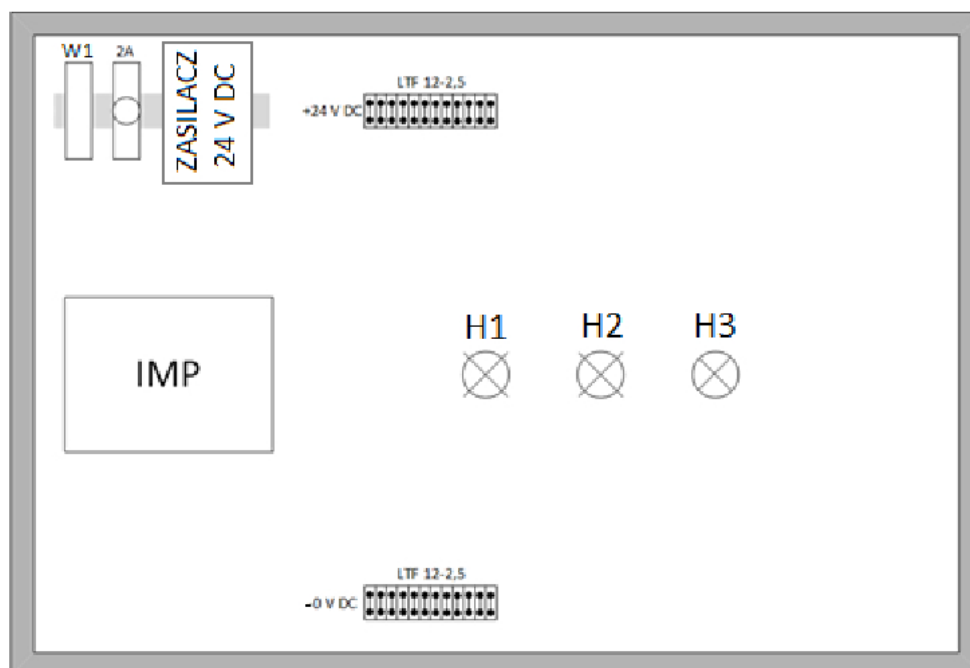 W1
2A
ZASILACZ
24 V DC
LTF 12-2,5
+24 V DC
H1
H2
H3
IMP
LTF 12-2,5
-0 V DC